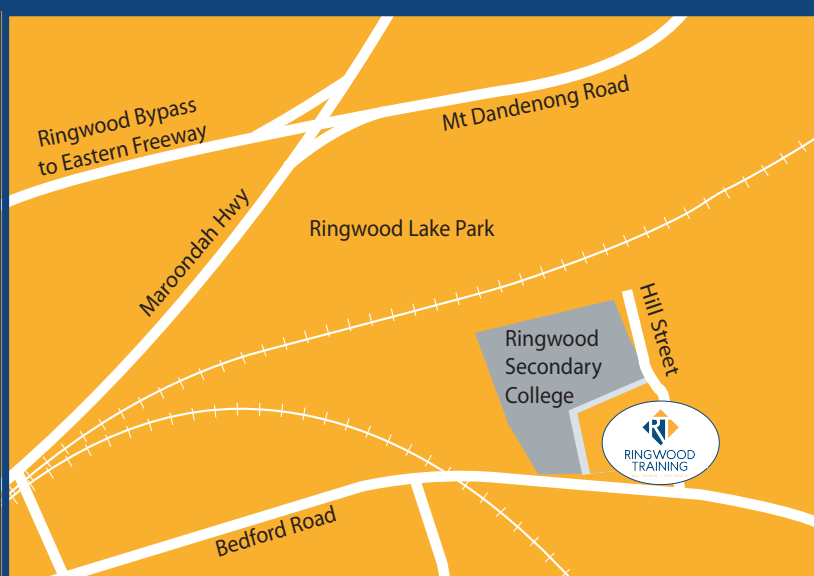 Ringwood Bypass
to Eastern Freeway
Mt Dandenong Road
Maroondah Hwy
Ringwood Lake Park
Hill Street
Ringwood
Secondary
College
RT
RINGWOOD
TRAINING
Bedford Road